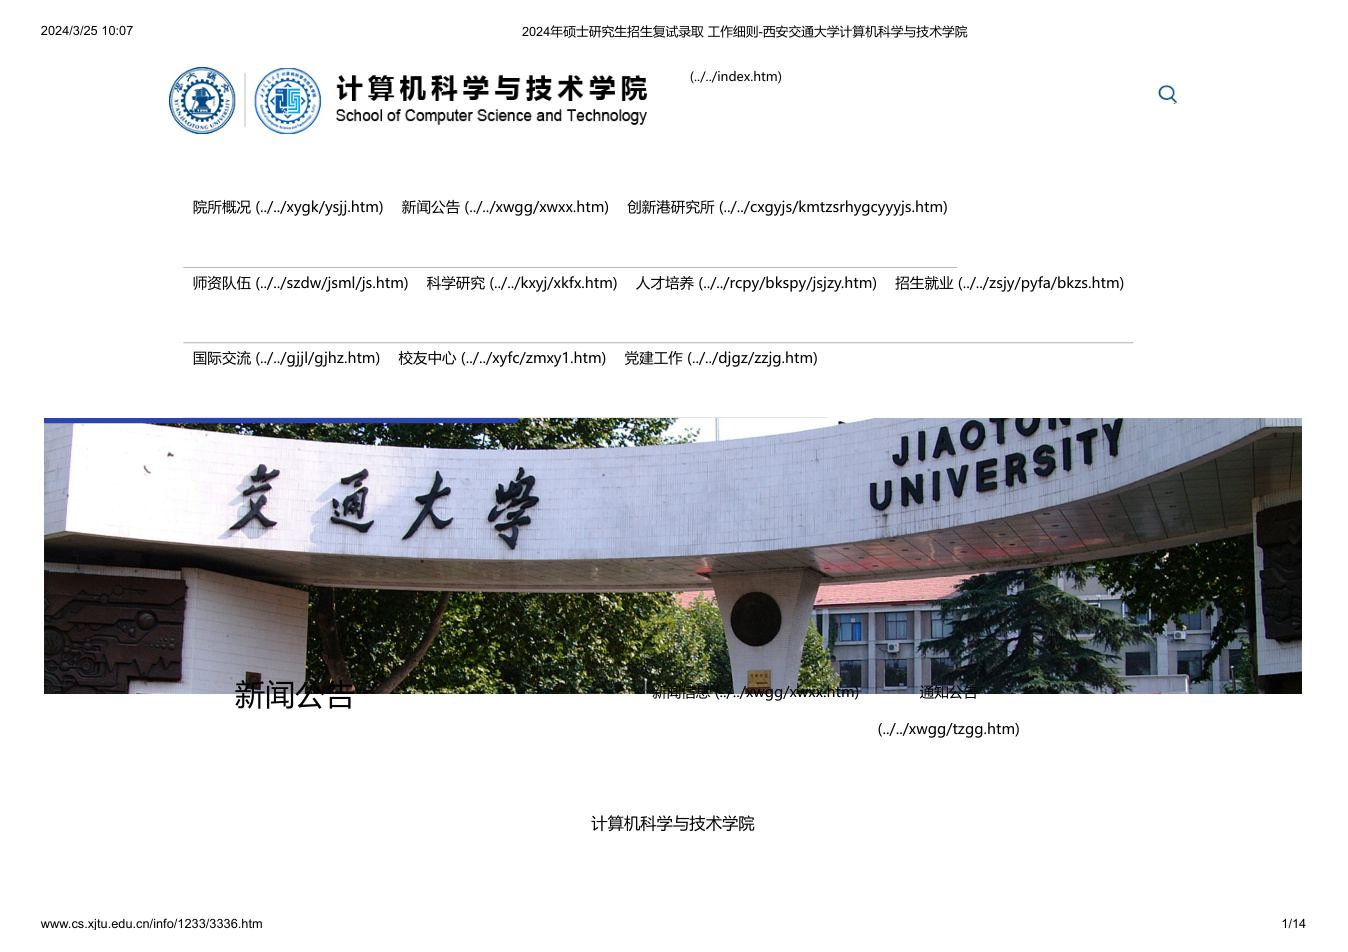 2024/3/25 10:07
2024年硕士研究生招生复试录取 工作细则-西安交通大学计算机科学与技术学院
计算机科学与技术学院
School of Computer Science and Technology
(../../index.htm)
院所概况 (../../xygk/ysjj.htm) 新闻公告 (../../xwgg/xwxx.htm) 创新港研究所 (../../cxgyjs/kmtzsrhygcyyyjs.htm)
师资队伍 (../../szdw/jsml/js.htm) 科学研究 (../../kxyj/xkfx.htm) 人才培养 (../../rcpy/bkspy/jsjzy.htm) 招生就业 (../../zsjy/pyfa/bkzs.htm)
国际交流 (../../gjjl/gjhz.htm) 校友中心 (../../xyfc/zmxy1.htm) 党建工作 (../../djgz/zzjg.htm)
交通大学
JIAOTON
UNIVERSITY
新闻公告
新闻信息 (../../xwgg/xwxx.htm) 通知公告
(../../xwgg/tzgg.htm)
计算机科学与技术学院
www.cs.xjtu.edu.cn/info/1233/3336.htm
1/14